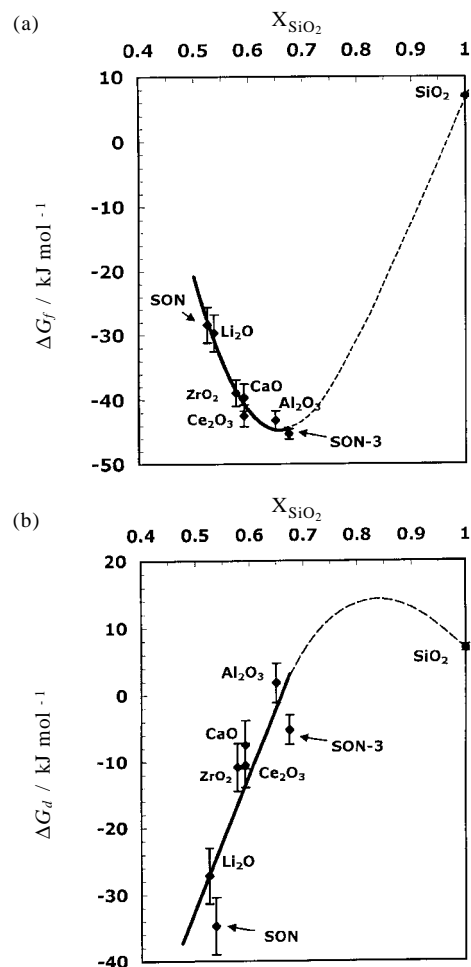 (a)
X_SiO₂
0.4 0.5 0.6 0.7 0.8 0.9 1
10
0
-10
-20
-30
-40
-50
ΔG_f / kJ mol ⁻¹
SiO₂
SON
Li₂O
ZrO₂
CaO
Al₂O₃
Ce₂O₃
SON-3
(b)
X_SiO₂
0.4 0.5 0.6 0.7 0.8 0.9 1
20
10
0
-10
-20
-30
-40
ΔG_d / kJ mol ⁻¹
SiO₂
Al₂O₃
CaO
SON-3
ZrO₂
Ce₂O₃
Li₂O
SON